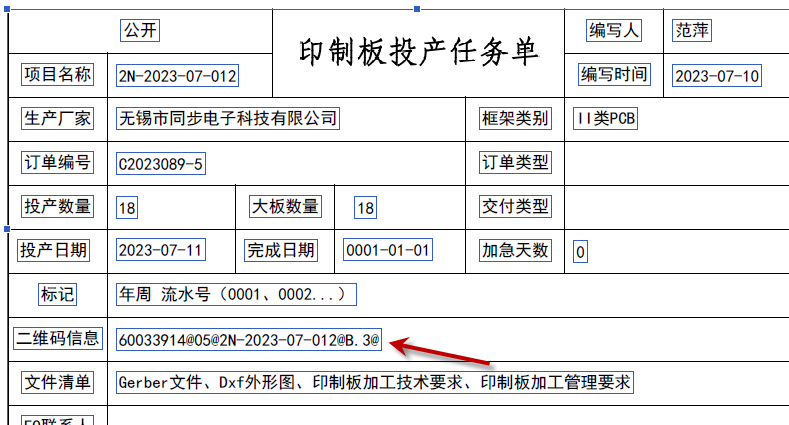 公开
印制板投产任务单
编写人 范萍
项目名称 2N-2023-07-012
编写时间 2023-07-10
生产厂家 无锡市同步电子科技有限公司 框架类别 II类PCB
订单编号 C2023089-5 订单类型
投产数量 18 大板数量 18 交付类型
投产日期 2023-07-11 完成日期 0001-01-01 加急天数 0
标记 年周 流水号（0001、0002...）
二维码信息 60033914@05@2N-2023-07-012@B.3@
文件清单 Gerber文件、Dxf外形图、印制板加工技术要求、印制板加工管理要求